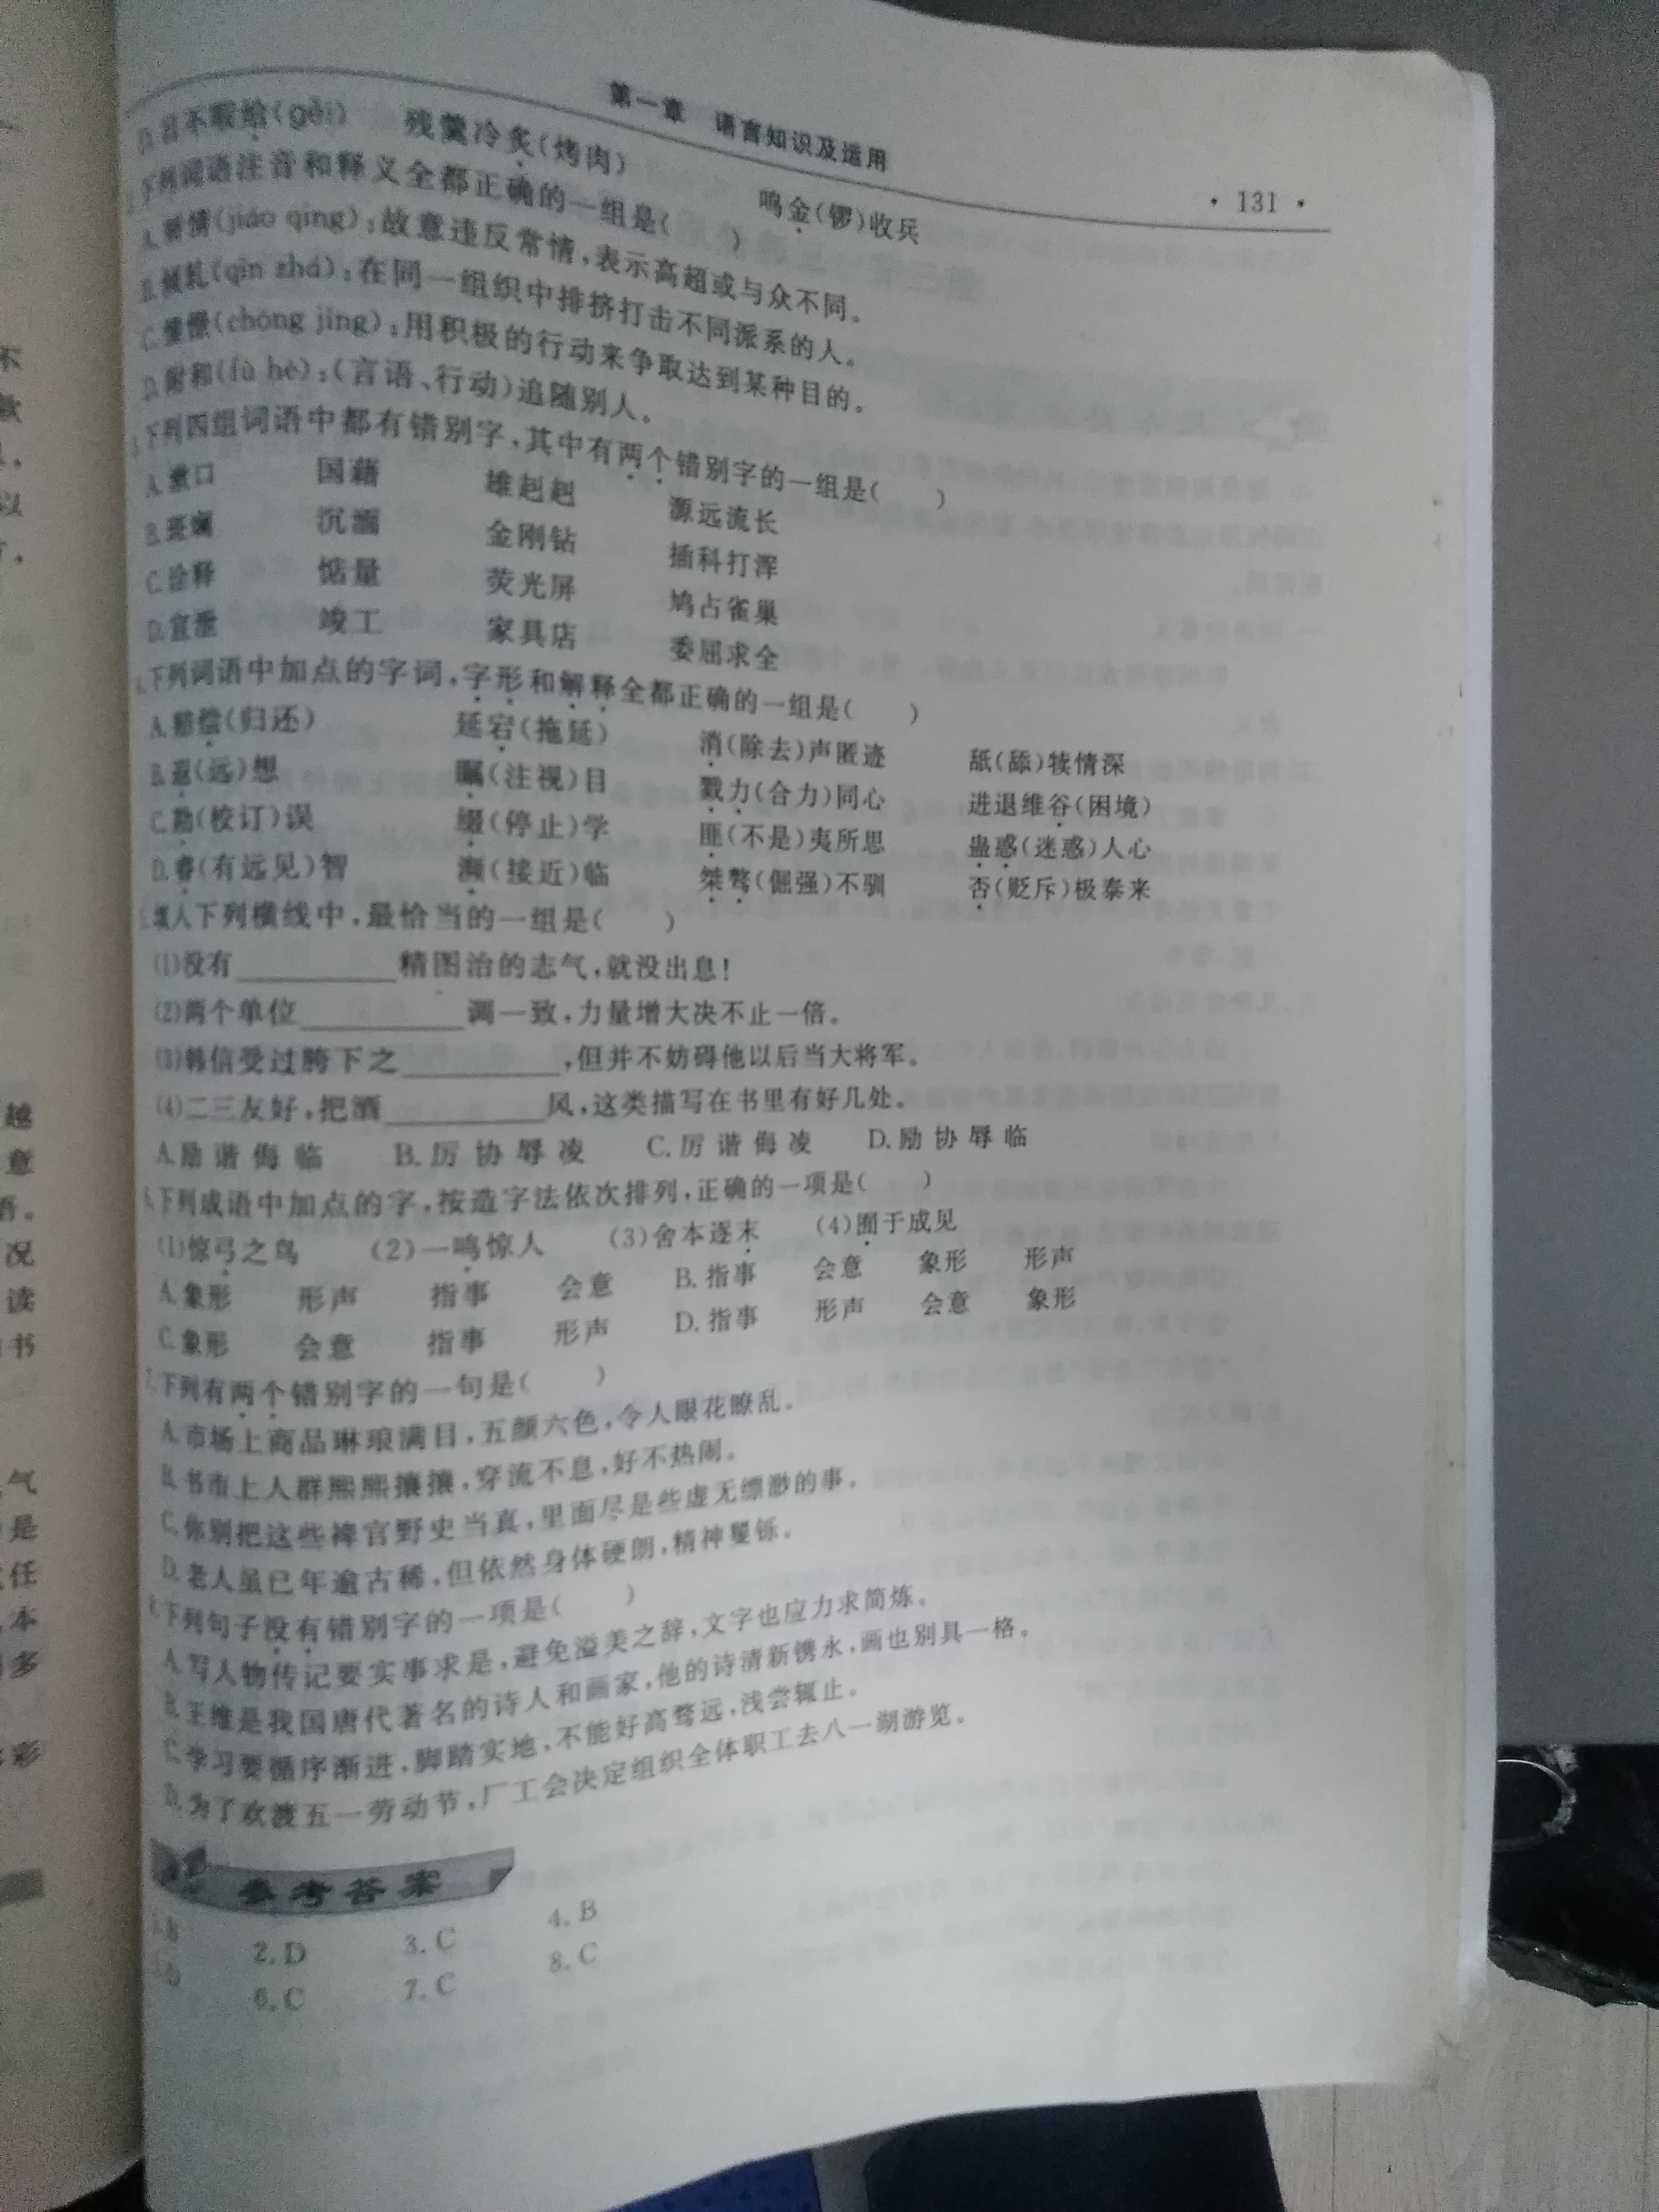 第一章 语言知识及运用
· 131 ·
不暇给(gěi) 残羹冷炙(烤肉) 鸣金(锣)收兵
下列词语注音和释义全都正确的一组是( )
A.矫情(jiáo qing):故意违反常情,表示高超或与众不同。
B.倾轧(qīn zhá):在同一组织中排挤打击不同派系的人。
C.憧憬(chōng jǐng):用积极的行动来争取达到某种目的。
D.附和(fù hè):(言语、行动)追随别人。
下列四组词语中都有错别字,其中有两个错别字的一组是( )
A.漱口 国藉 雄赳赳 源远流长
B.斑斓 沉湎 金刚钻 插科打浑
C.诠释 惦量 荧光屏 鸠占雀巢
D.宣泄 竣工 家具店 委屈求全
下列词语中加点的字词,字形和解释全都正确的一组是( )
A.赔偿(归还) 延宕(拖延) 消(除去)声匿迹 舐(舔)犊情深
B.遐(远)想 瞩(注视)目 戮力(合力)同心 进退维谷(困境)
C.勘(校订)误 缀(停止)学 匪(不是)夷所思 蛊惑(迷惑)人心
D.睿(有远见)智 濒(接近)临 桀骜(倔强)不驯 否(贬斥)极泰来
填入下列横线中,最恰当的一组是( )
(1)没有________精图治的志气,就没出息!
(2)两个单位________调一致,力量增大决不止一倍。
(3)韩信受过胯下之________,但并不妨碍他以后当大将军。
(4)二三友好,把酒________风,这类描写在书里有好几处。
A.励 谐 侮 临 B.厉 协 辱 凌 C.厉 谐 侮 凌 D.励 协 辱 临
下列成语中加点的字,按造字法依次排列,正确的一项是( )
(1)惊弓之鸟 (2)一鸣惊人 (3)舍本逐末 (4)囿于成见
A.象形 形声 指事 会意 B.指事 会意 象形 形声
C.象形 会意 指事 形声 D.指事 形声 会意 象形
下列有两个错别字的一句是( )
A.市场上商品琳琅满目,五颜六色,令人眼花瞭乱。
B.书市上人群熙熙攘攘,穿流不息,好不热闹。
C.你别把这些裨官野史当真,里面尽是些虚无缥渺的事。
D.老人虽已年逾古稀,但依然身体硬朗,精神矍铄。
下列句子没有错别字的一项是( )
A.写人物传记要实事求是,避免溢美之辞,文字也应力求简炼。
B.王维是我国唐代著名的诗人和画家,他的诗清新镌永,画也别具一格。
C.学习要循序渐进,脚踏实地,不能好高骛远,浅尝辄止。
D.为了欢渡五一劳动节,厂工会决定组织全体职工去八一湖游览。
参考答案
2.D 3.C 4.B
6.C 7.C 8.C